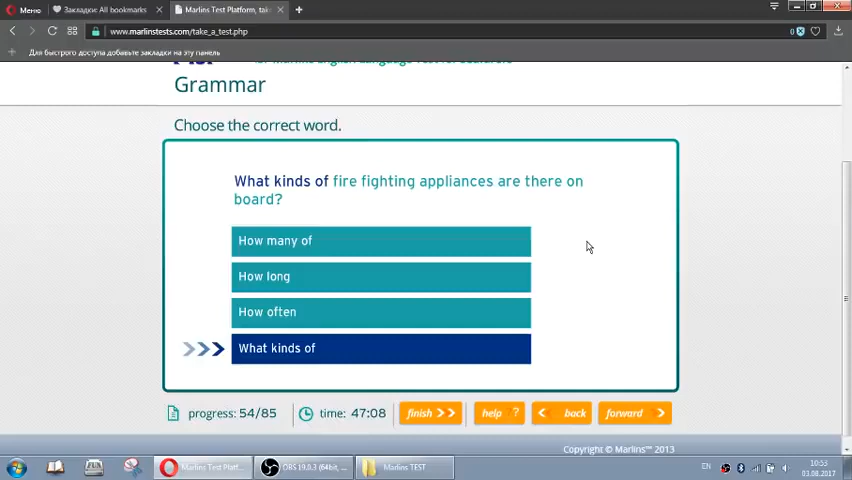 Меню
Закладки: All bookmarks
Marlins Test Platform, tak
www.marlinstests.com/take_a_test.php
0
Для быстрого доступа добавьте закладки на эту панель
Grammar
Choose the correct word.
What kinds of fire fighting appliances are there on
board?
How many of
How long
How often
What kinds of
progress: 54/85
time: 47:08
finish
help ?
back
forward
Copyright © Marlins™ 2013
FUN
Marlins Test Platf...
OBS 19.0.3 (64bit, ...
Marlins TEST
EN
10:53
03.08.2017